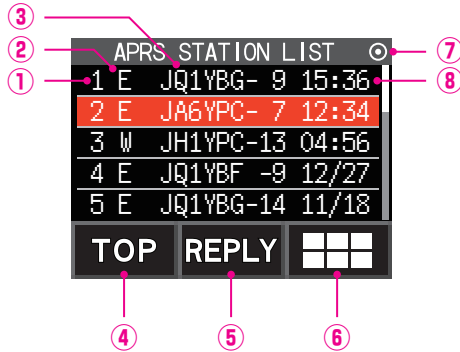 ③
② APRS STATION LIST ⑦
① 1 E JQ1YBG- 9 15:36 ⑧
2 E JA6YPC- 7 12:34
3 W JH1YPC-13 04:56
4 E JQ1YBF -9 12/27
5 E JQ1YBG-14 11/18
TOP REPLY
④ ⑤ ⑥